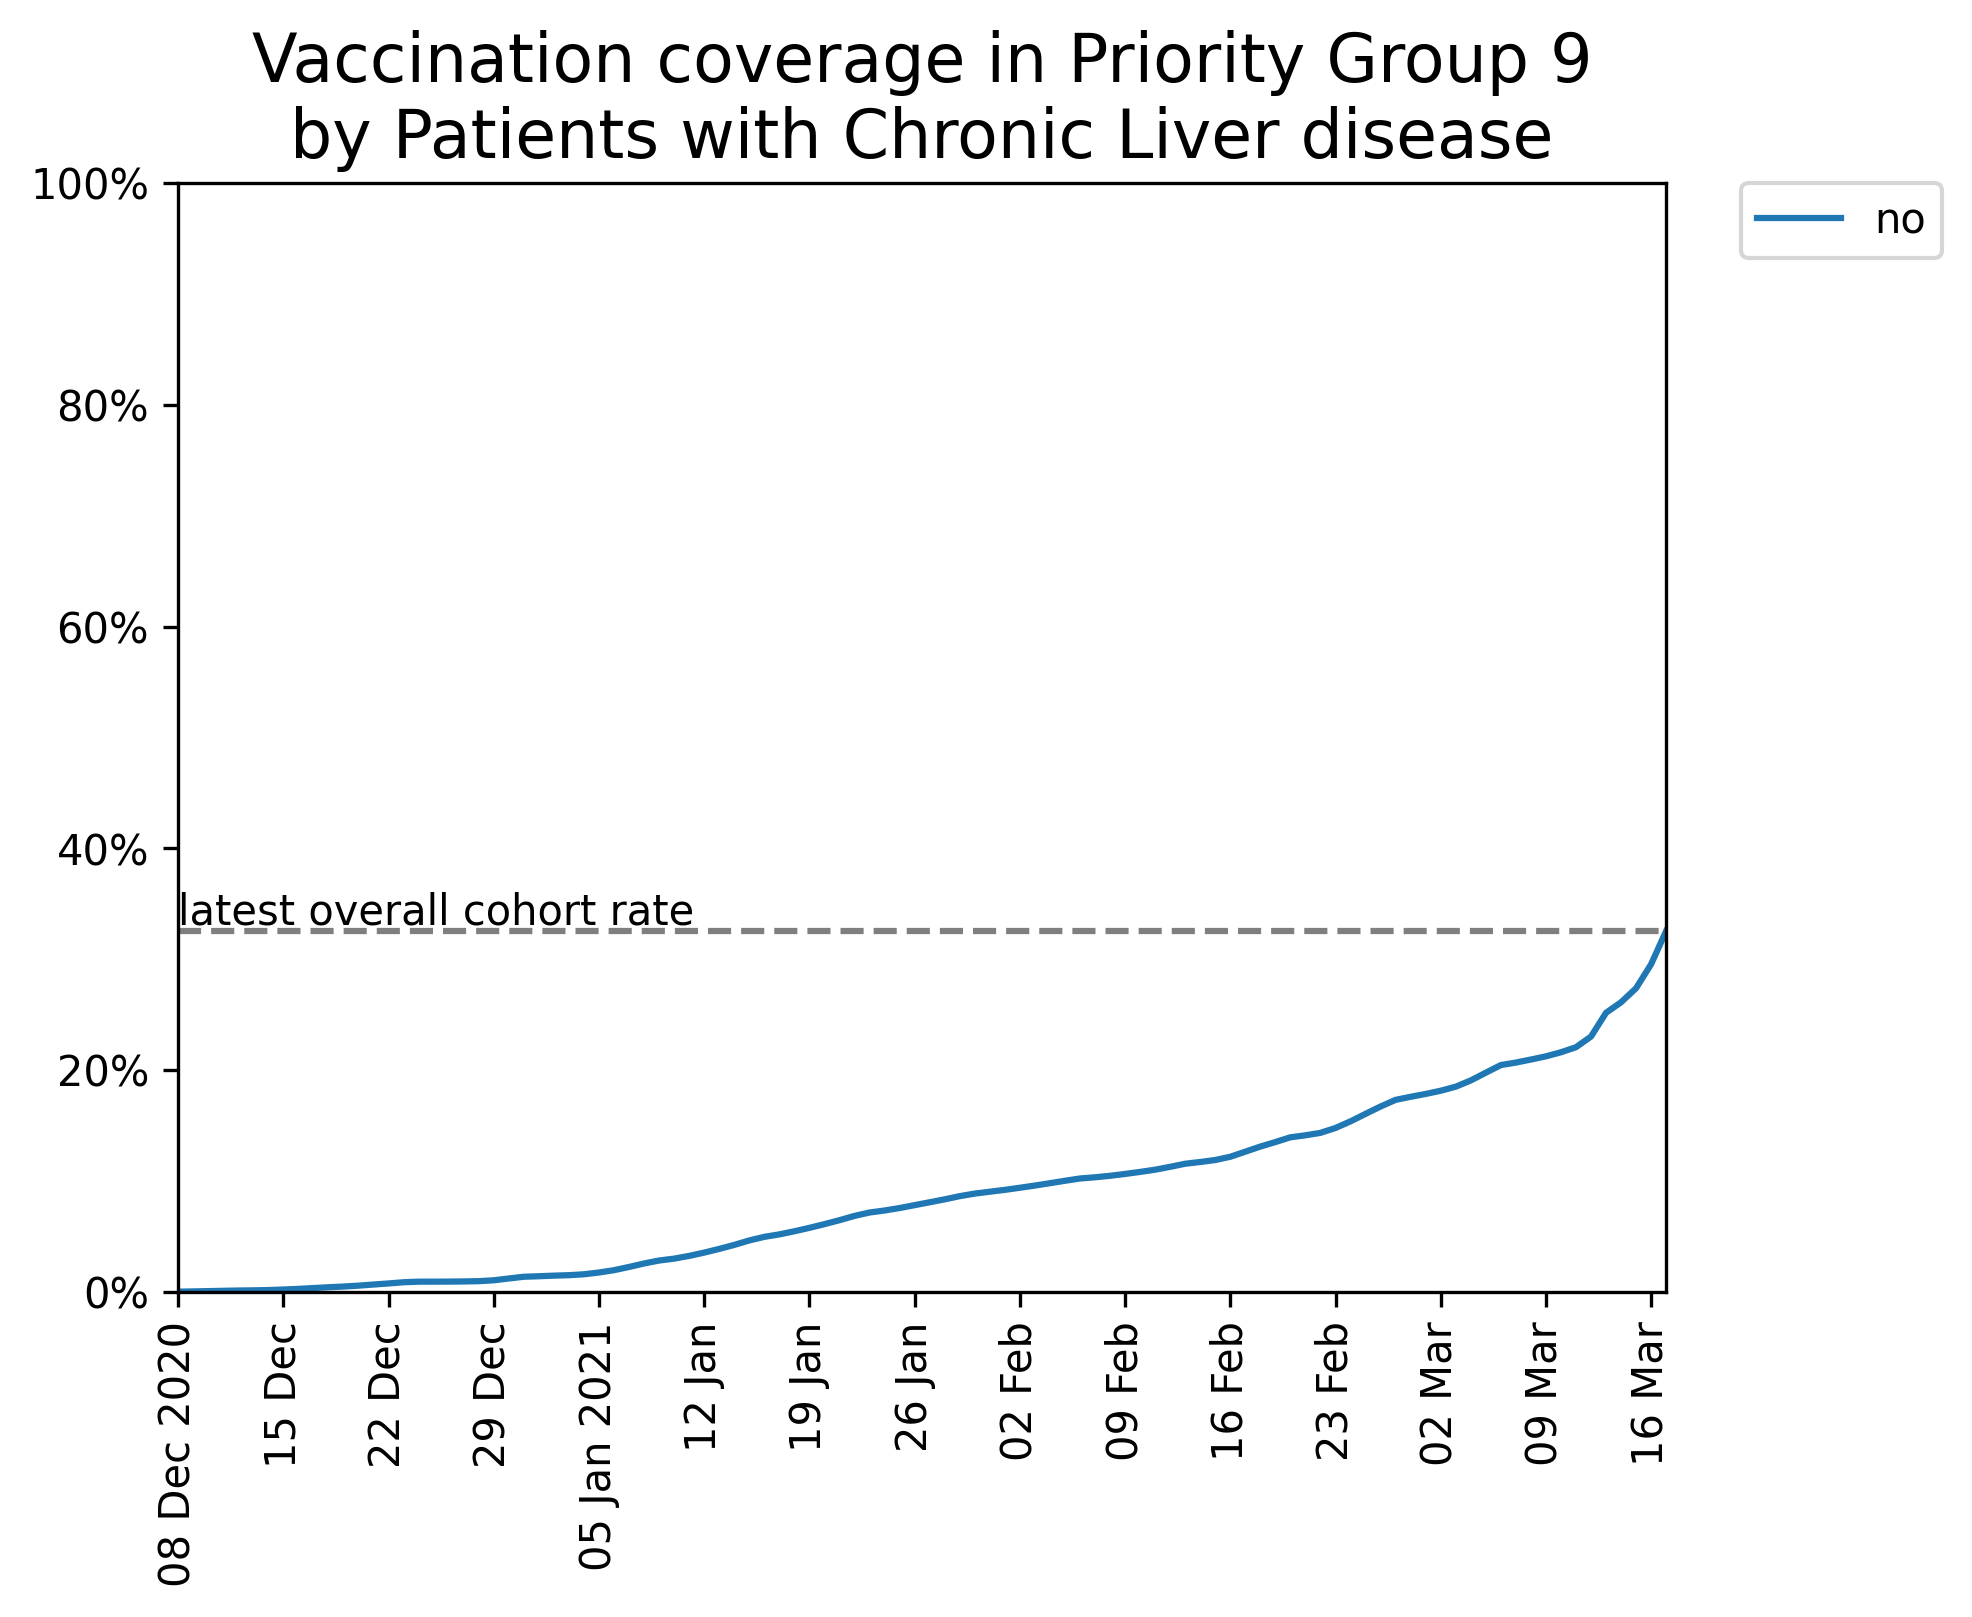 Vaccination coverage in Priority Group 9
by Patients with Chronic Liver disease
no
100%
80%
60%
40%
20%
0%
latest overall cohort rate
08 Dec 2020
15 Dec
22 Dec
29 Dec
05 Jan 2021
12 Jan
19 Jan
26 Jan
02 Feb
09 Feb
16 Feb
23 Feb
02 Mar
09 Mar
16 Mar